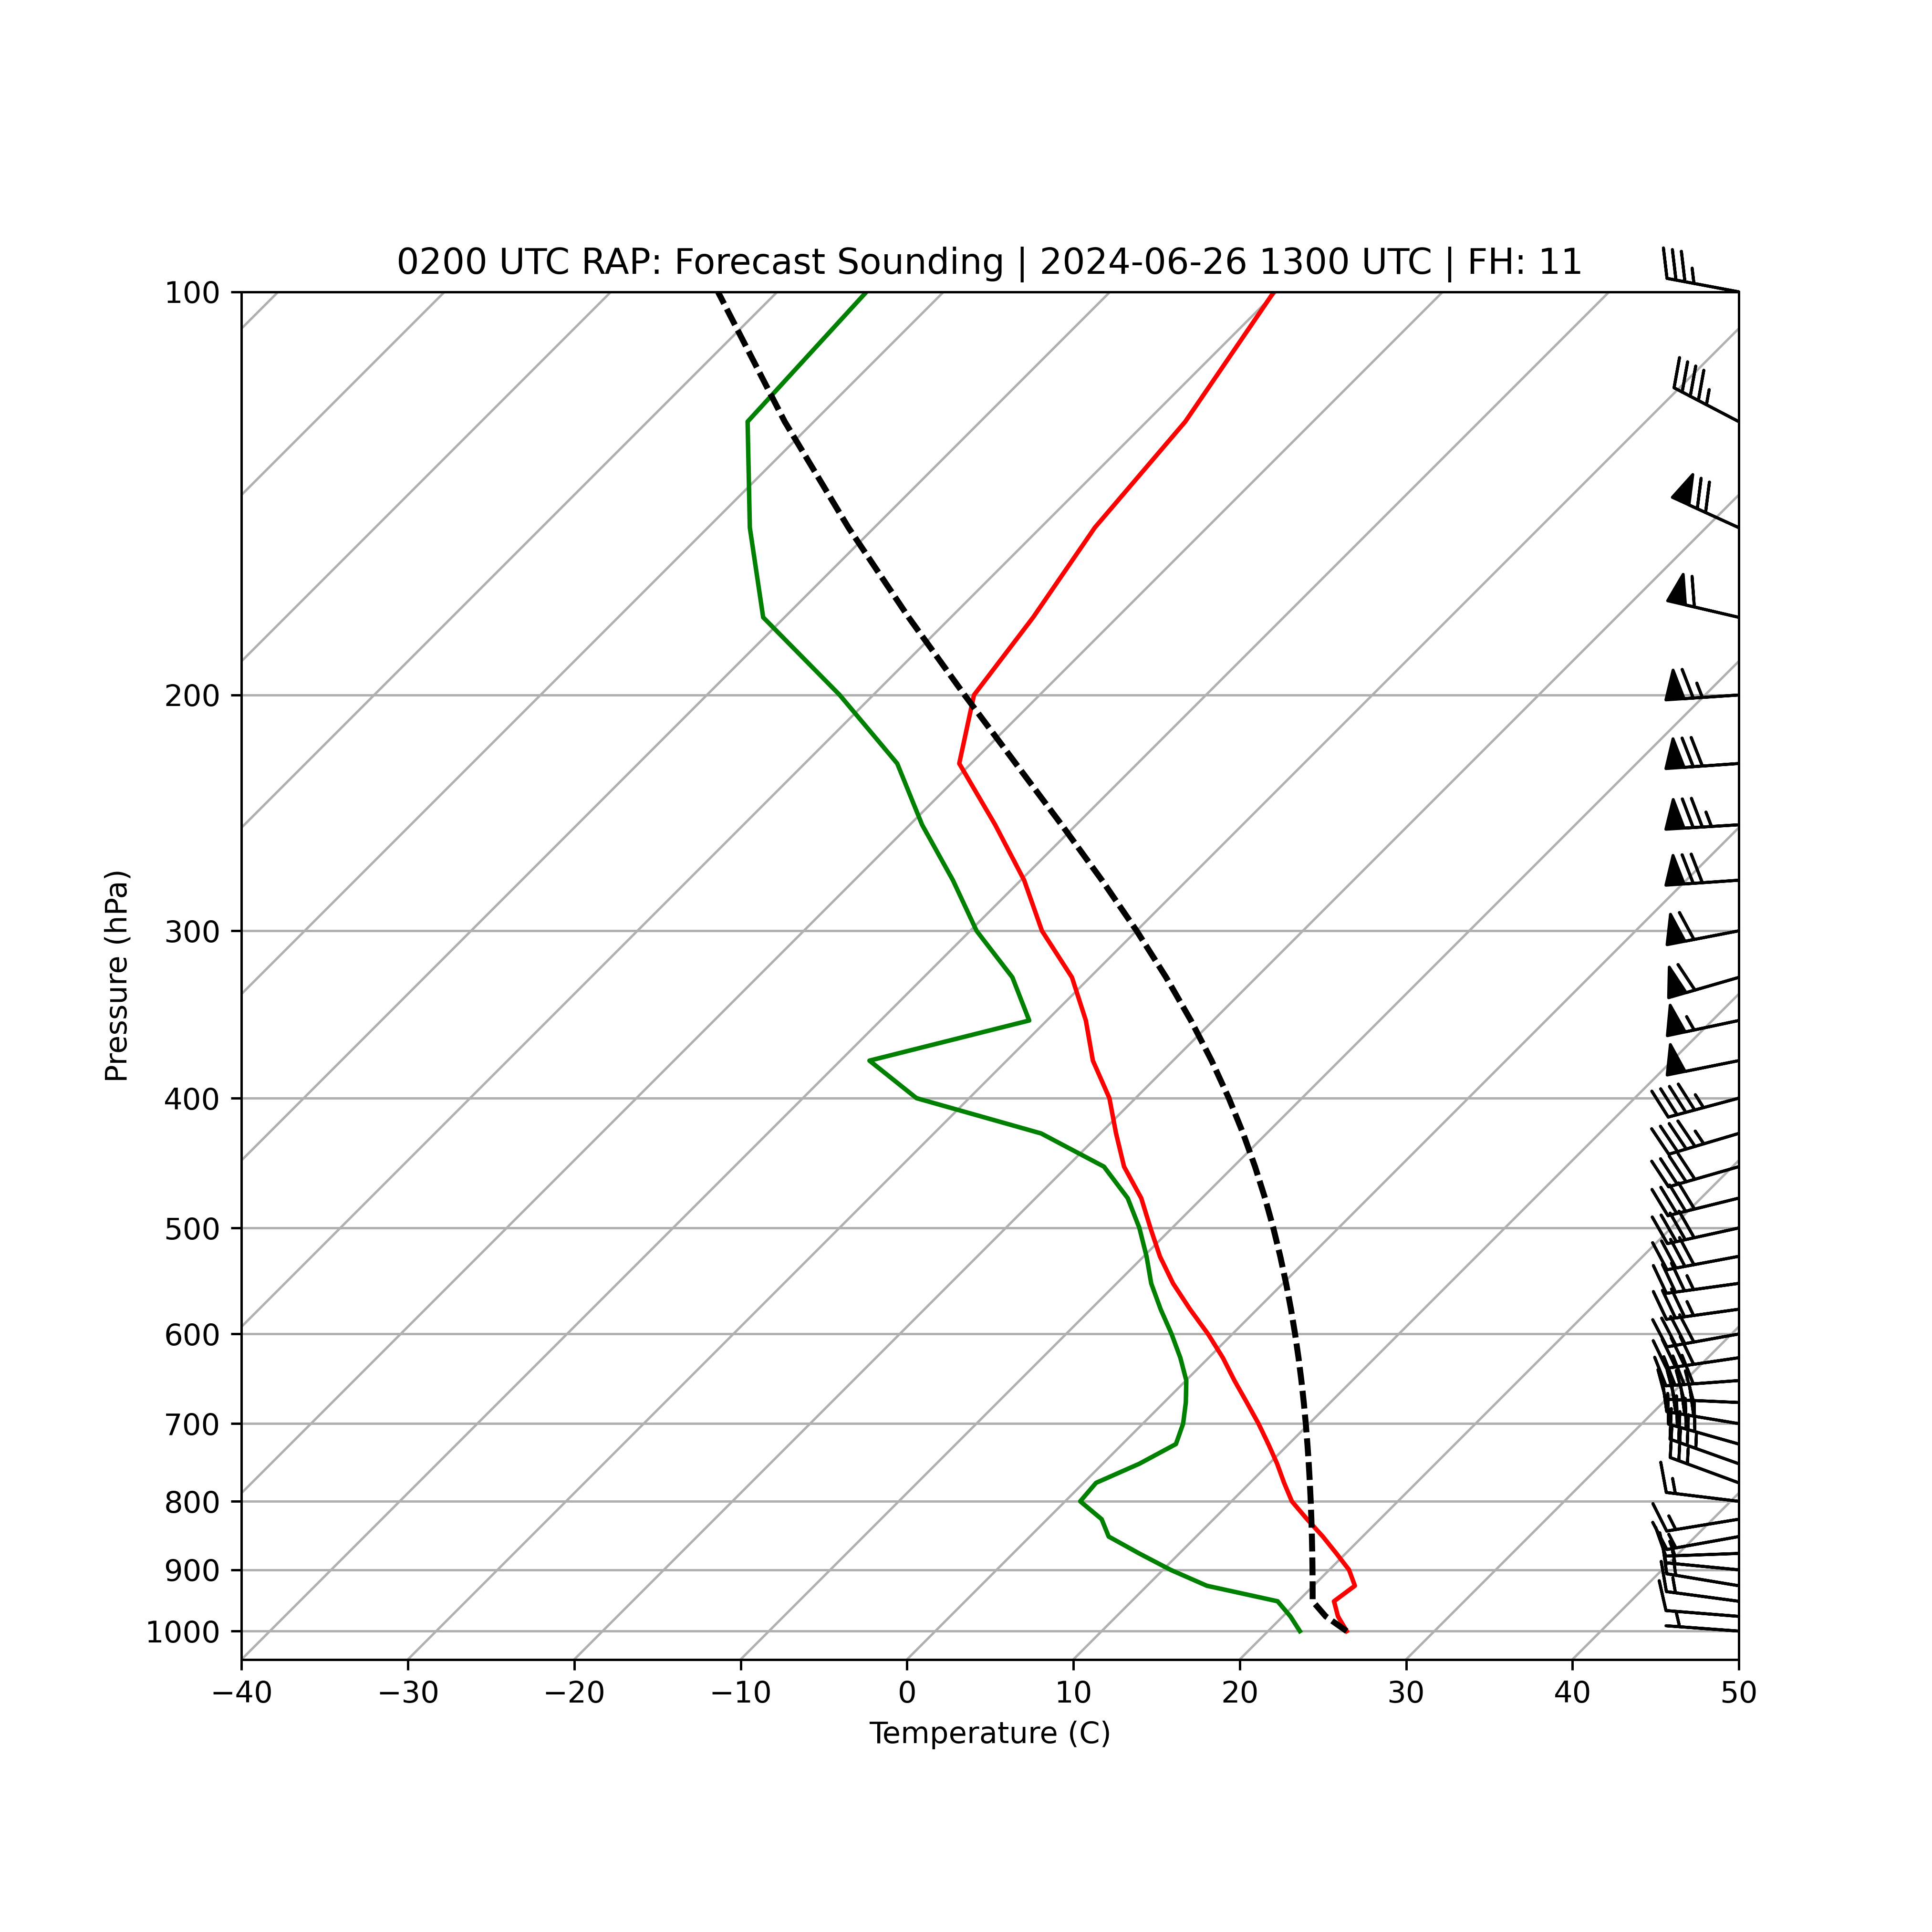 0200 UTC RAP: Forecast Sounding | 2024-06-26 1300 UTC | FH: 11
100
200
300
400
500
600
700
800
900
1000
Pressure (hPa)
−40 −30 −20 −10 0 10 20 30 40 50
Temperature (C)